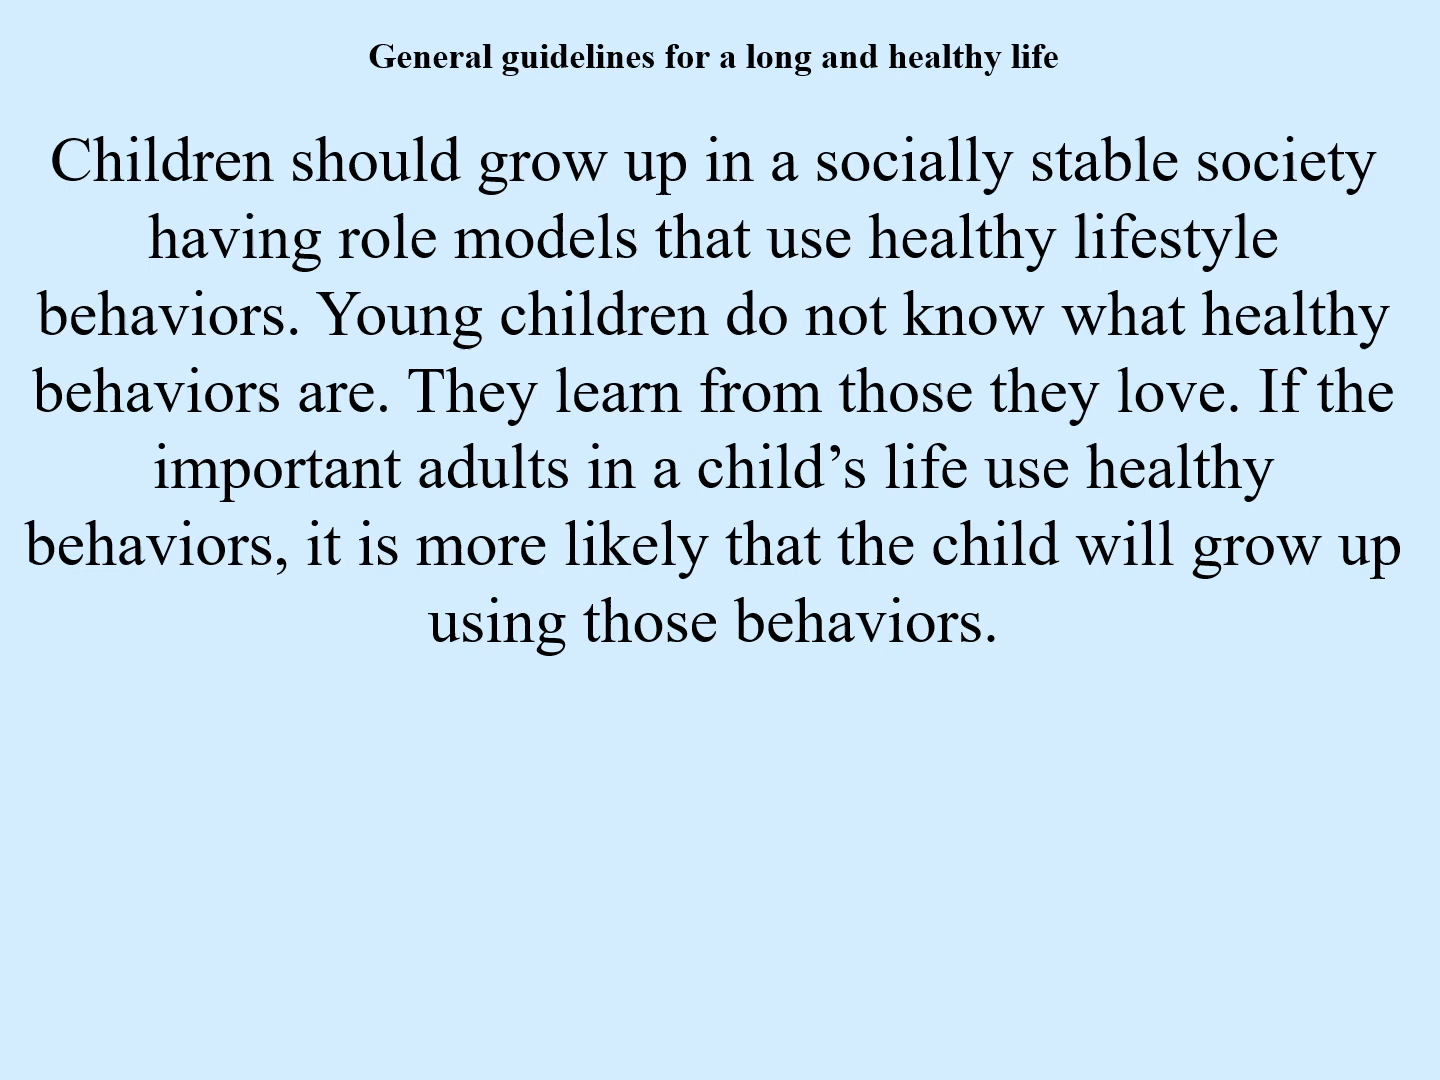 General guidelines for a long and healthy life
Children should grow up in a socially stable society
having role models that use healthy lifestyle
behaviors. Young children do not know what healthy
behaviors are. They learn from those they love. If the
important adults in a child’s life use healthy
behaviors, it is more likely that the child will grow up
using those behaviors.